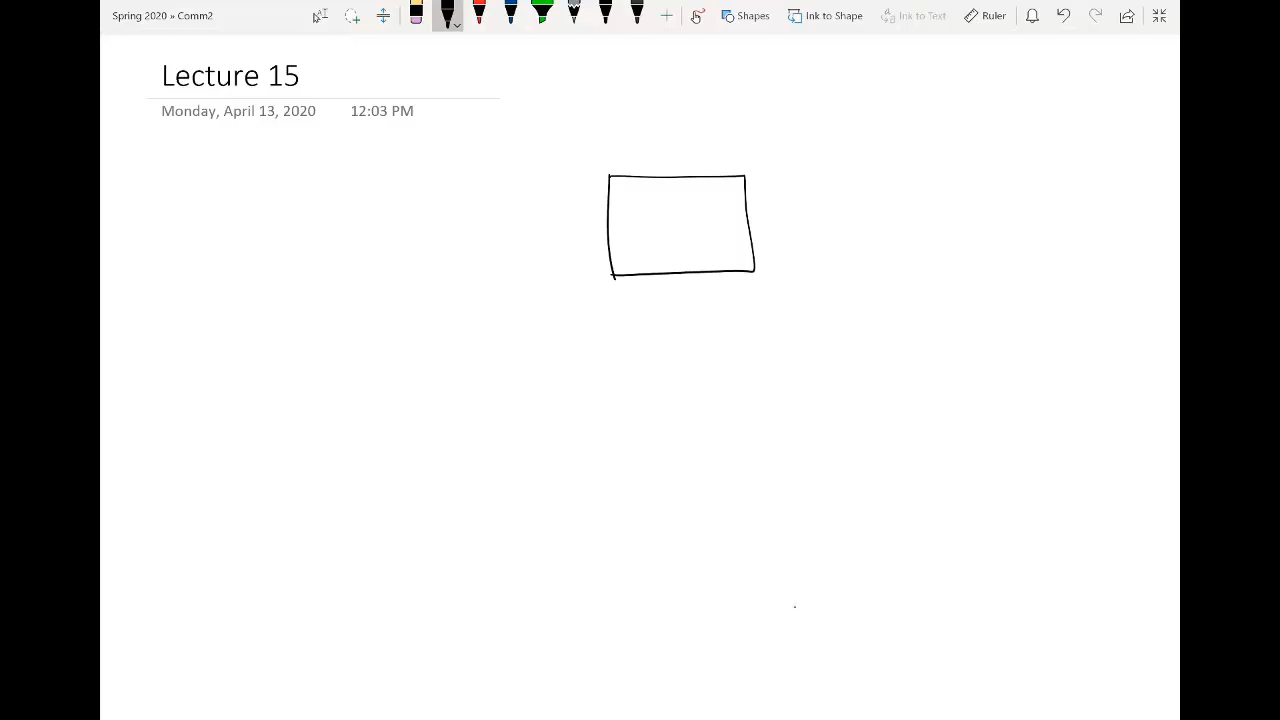 Spring 2020 » Comm2
Shapes
Ink to Shape
Ink to Text
Ruler
Lecture 15
Monday, April 13, 2020 12:03 PM